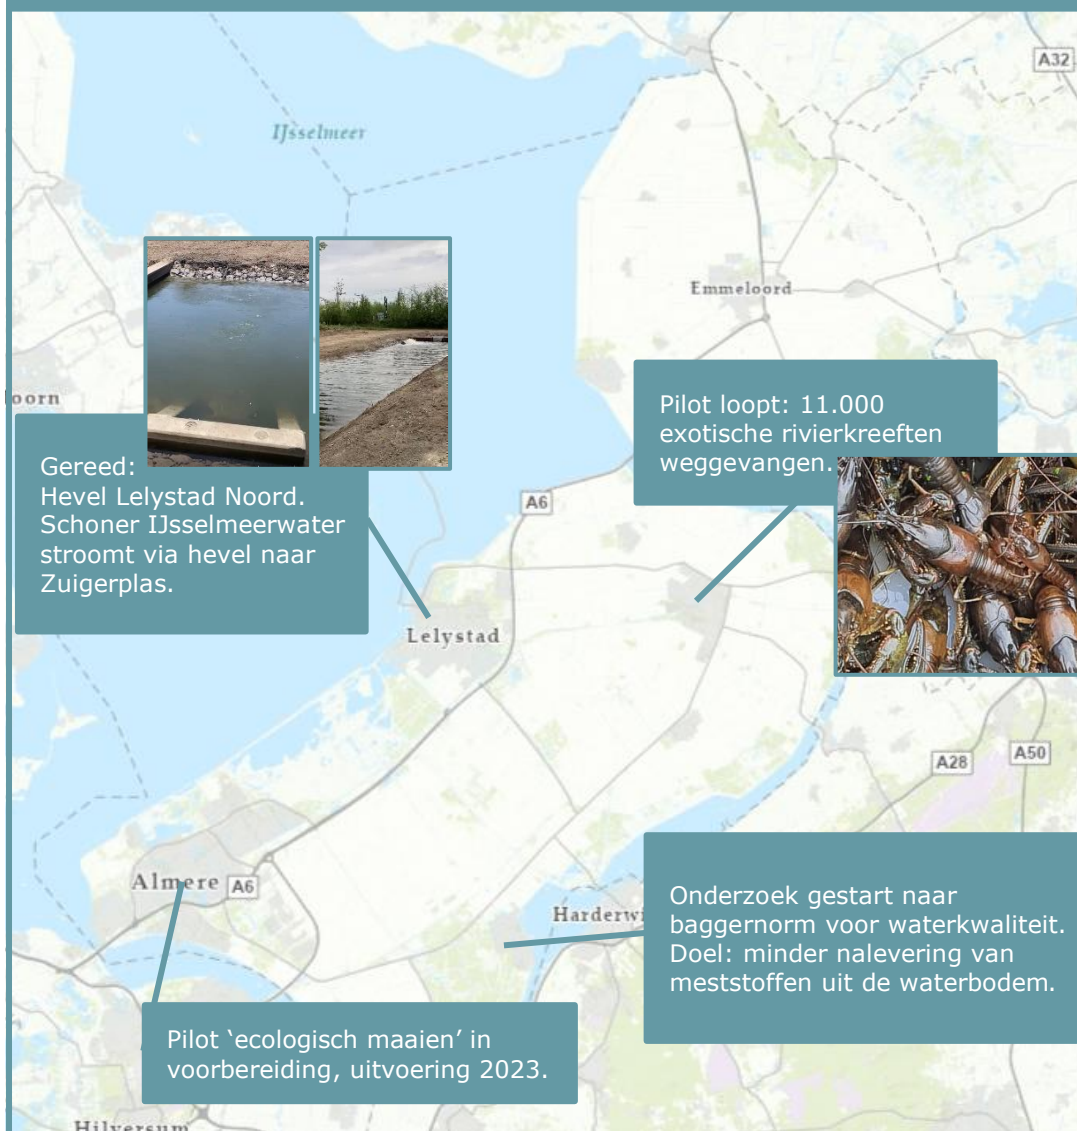 A32
IJsselmeer
Emmeloord
oorn
Pilot loopt: 11.000
exotische rivierkreeften
weggevangen.
Gereed:
Hevel Lelystad Noord.
Schoner IJsselmeerwater
stroomt via hevel naar
Zuigerplas.
A6
Lelystad
A28
A50
Almere
A6
Harderwi
Onderzoek gestart naar
baggernorm voor waterkwaliteit.
Doel: minder nalevering van
meststoffen uit de waterbodem.
Pilot ‘ecologisch maaien’ in
voorbereiding, uitvoering 2023.
Hilversum